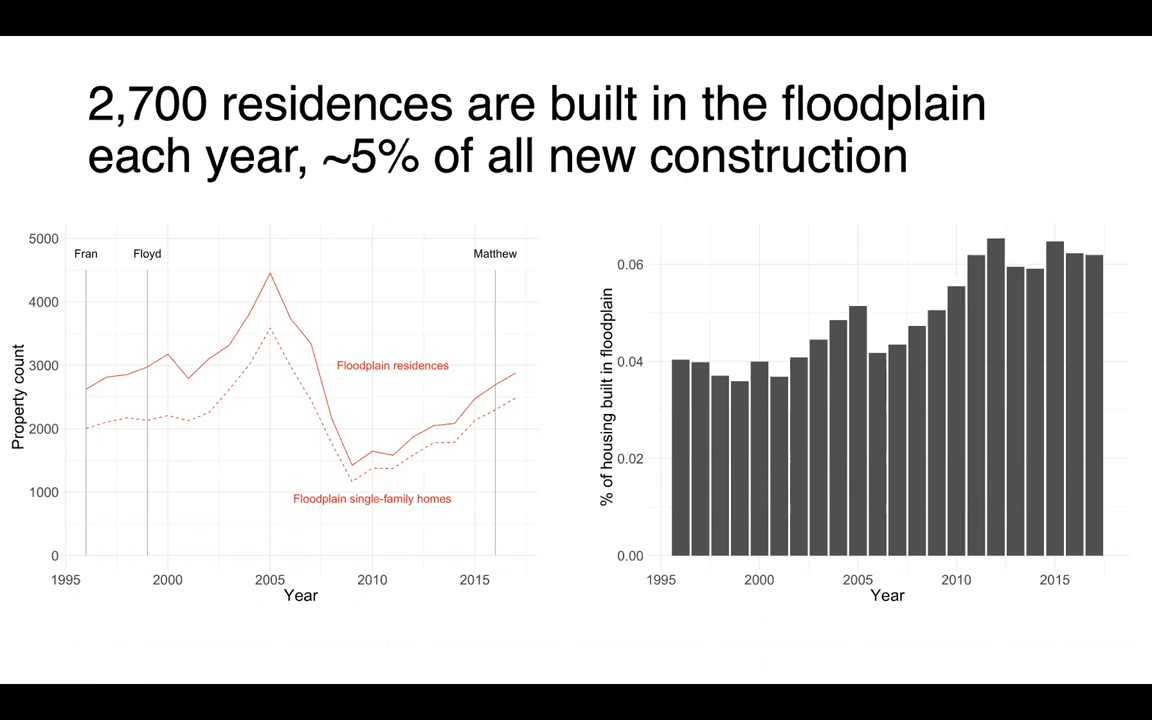 2,700 residences are built in the floodplain
each year, ~5% of all new construction
5000
4000
3000
2000
1000
0
Property count
Fran
Floyd
Matthew
Floodplain residences
Floodplain single-family homes
1995
2000
2005
2010
2015
Year
0.06
0.04
0.02
0.00
% of housing built in floodplain
1995
2000
2005
2010
2015
Year